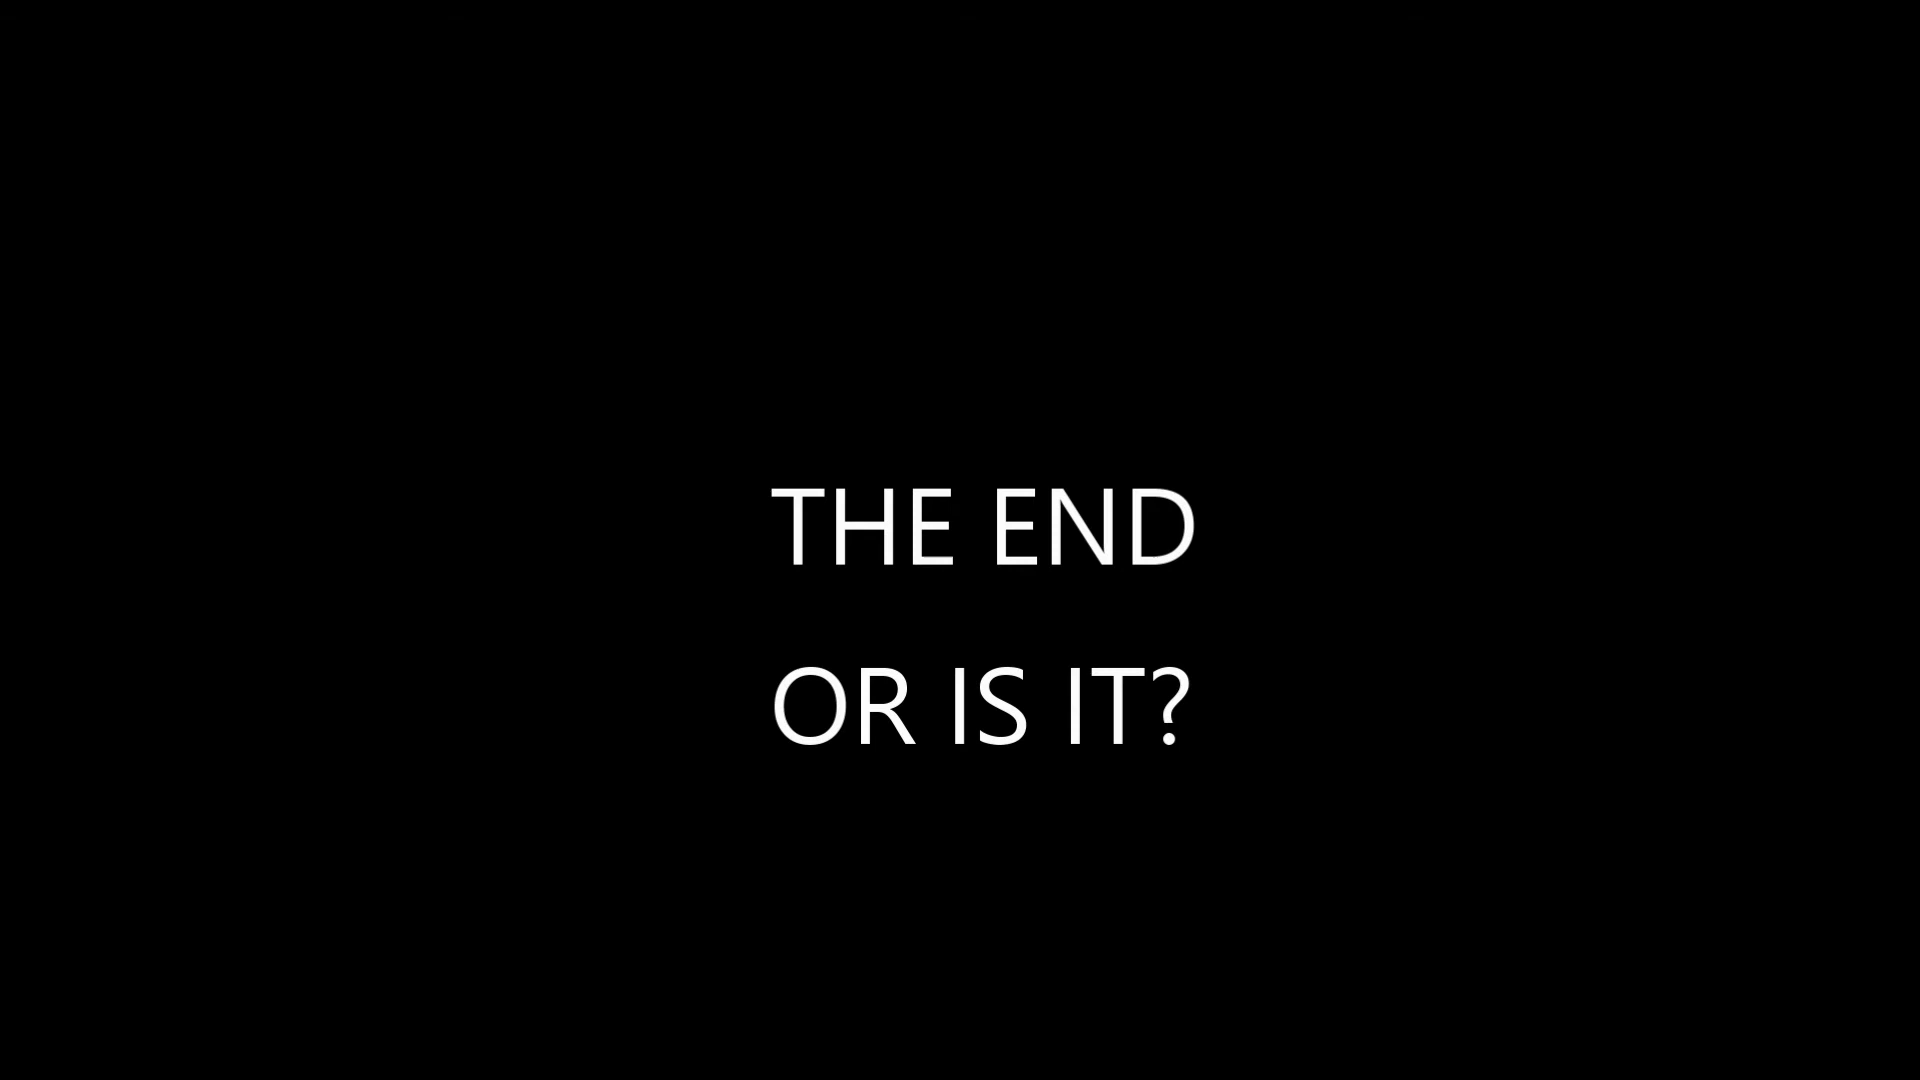 THE END
OR IS IT?